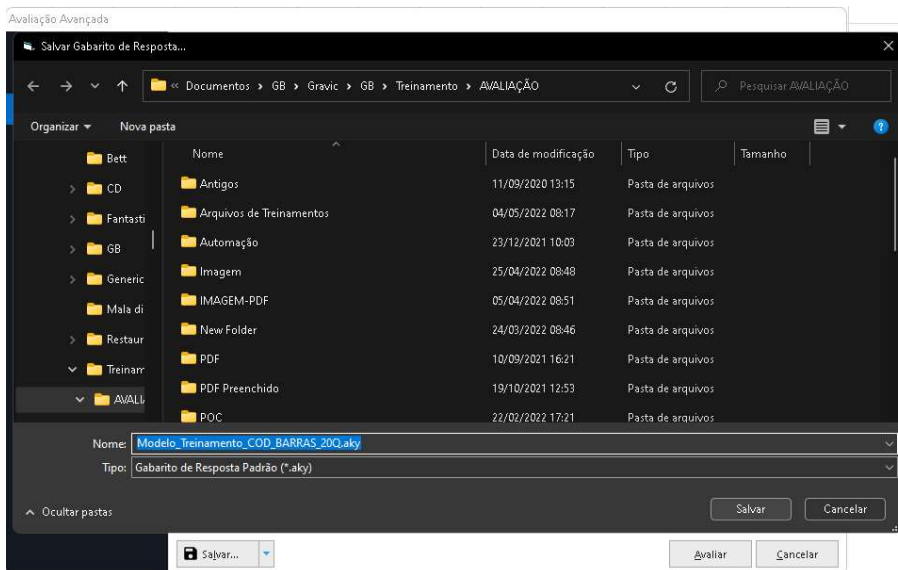 Avaliação Avançada
Salvar Gabarito de Resposta...
« Documentos > GB > Gravic > GB > Treinamento > AVALIAÇÃO
Pesquisar AVALIAÇÃO
Organizar
Nova pasta
Bett
CD
Fantasti
GB
Generic
Mala di
Restaur
Treinam
AVALI
Nome Data de modificação Tipo Tamanho
Antigos 11/09/2020 13:15 Pasta de arquivos
Arquivos de Treinamentos 04/05/2022 08:17 Pasta de arquivos
Automação 23/12/2021 10:03 Pasta de arquivos
Imagem 25/04/2022 08:48 Pasta de arquivos
IMAGEM-PDF 05/04/2022 08:51 Pasta de arquivos
New Folder 24/03/2022 08:46 Pasta de arquivos
PDF 10/09/2021 16:21 Pasta de arquivos
PDF Preenchido 19/10/2021 12:53 Pasta de arquivos
POC 22/02/2022 17:21 Pasta de arquivos
Nome: Modelo_Treinamento_COD_BARRAS_20Q.aky
Tipo: Gabarito de Resposta Padrão (*.aky)
Ocultar pastas
Salvar
Cancelar
Salvar...
Avaliar
Cancelar